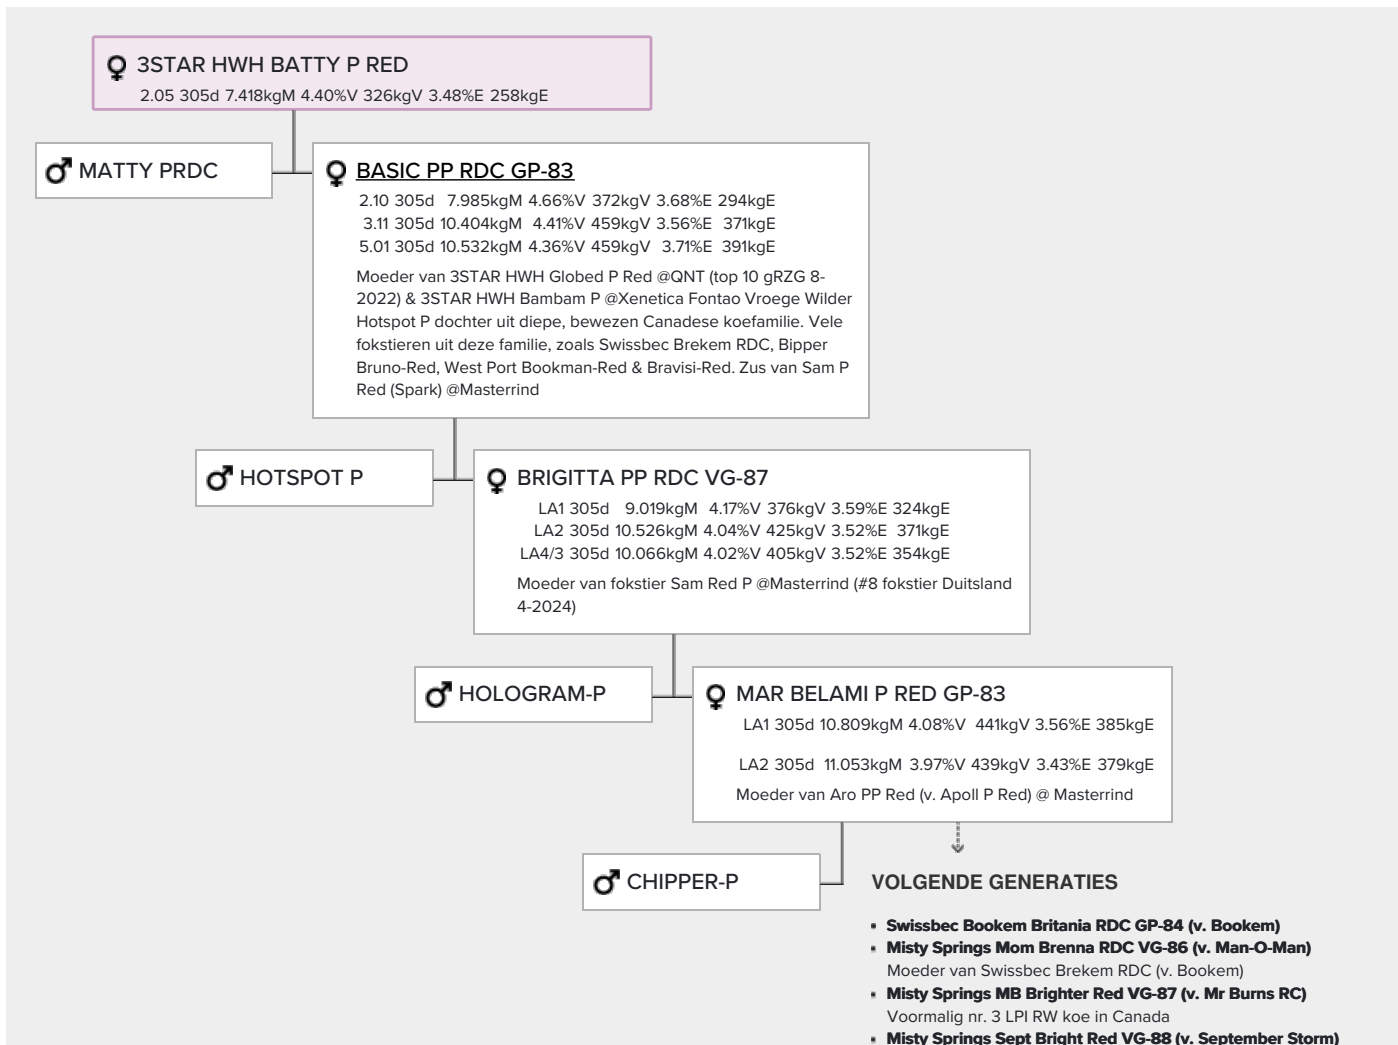 3STAR HWH BATTY P RED
2.05 305d 7.418kgM 4.40%V 326kgV 3.48%E 258kgE
MATTY PRDC
BASIC PP RDC GP-83
2.10 305d 7.985kgM 4.66%V 372kgV 3.68%E 294kgE
3.11 305d 10.404kgM 4.41%V 459kgV 3.56%E 371kgE
5.01 305d 10.532kgM 4.36%V 459kgV 3.71%E 391kgE
Moeder van 3STAR HWH Globed P Red @QNT (top 10 gRZG 8-
2022) & 3STAR HWH Bambam P @Xenetica Fontao Vroege Wilder
Hotspot P dochter uit diepe, bewezen Canadese koefamilie. Vele
fokstieren uit deze familie, zoals Swissbec Brekem RDC, Bipper
Bruno-Red, West Port Bookman-Red & Bravisi-Red. Zus van Sam P
Red (Spark) @Masterrind
HOTSPOT P
BRIGITTA PP RDC VG-87
LA1 305d 9.019kgM 4.17%V 376kgV 3.59%E 324kgE
LA2 305d 10.526kgM 4.04%V 425kgV 3.52%E 371kgE
LA4/3 305d 10.066kgM 4.02%V 405kgV 3.52%E 354kgE
Moeder van fokstier Sam Red P @Masterrind (#8 fokstier Duitsland
4-2024)
HOLOGRAM-P
MAR BELAMI P RED GP-83
LA1 305d 10.809kgM 4.08%V 441kgV 3.56%E 385kgE
LA2 305d 11.053kgM 3.97%V 439kgV 3.43%E 379kgE
Moeder van Aro PP Red (v. Apoll P Red) @ Masterrind
CHIPPER-P
VOLGENDE GENERATIES
Swissbec Bookem Britania RDC GP-84 (v. Bookem)
Misty Springs Mom Brenna RDC VG-86 (v. Man-O-Man)
Moeder van Swissbec Brekem RDC (v. Bookem)
Misty Springs MB Brighter Red VG-87 (v. Mr Burns RC)
Voormalig nr. 3 LPI RW koe in Canada
Misty Springs Sept Bright Red VG-88 (v. September Storm)